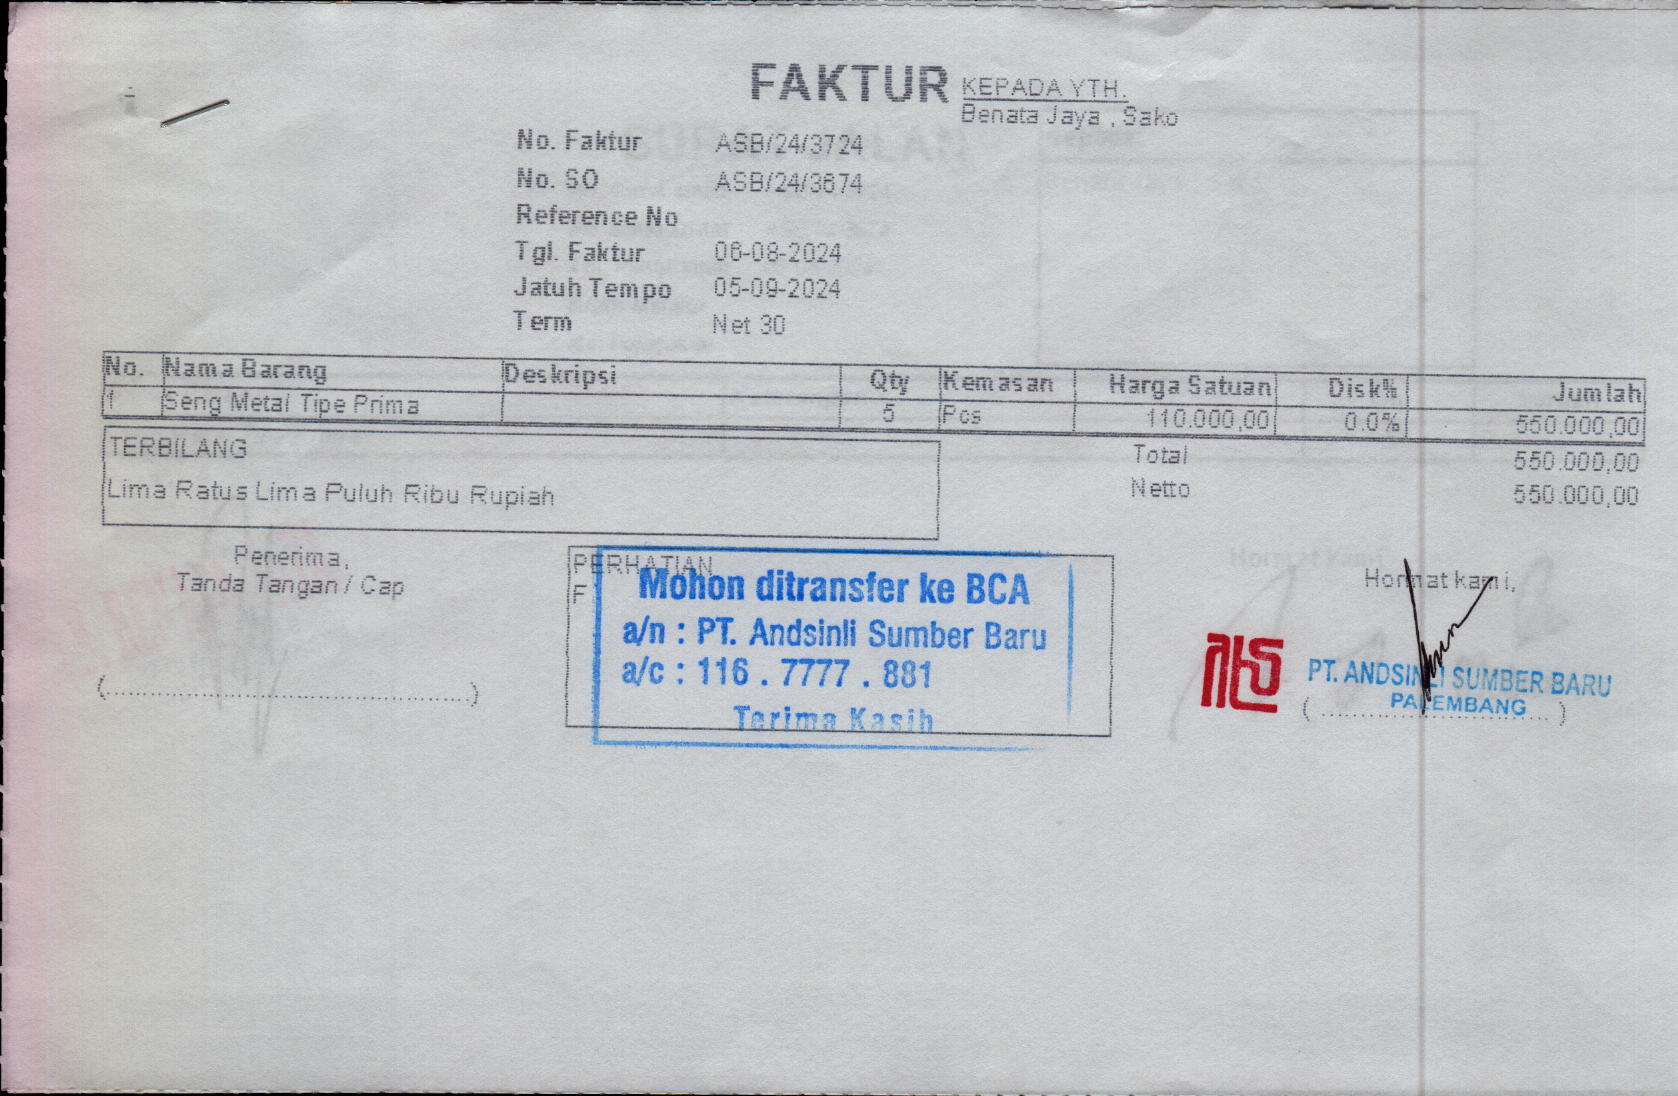 FAKTUR
KEPADA YTH.
Benata Jaya , Sako
No. Faktur ASB/24/3724
No. SO ASB/24/3674
Reference No
Tgl. Faktur 06-08-2024
Jatuh Tempo 05-09-2024
Term Net 30
No. Nama Barang Deskripsi Qty Kemasan Harga Satuan Disk% Jumlah
1 Seng Metal Tipe Prima 5 Pcs 110.000,00 0.0% 550.000,00
TERBILANG
Lima Ratus Lima Puluh Ribu Rupiah
Total 550.000,00
Netto 550.000,00
Penerima,
Tanda Tangan / Cap
(............................................................)
PERHATIAN
F
Mohon ditransfer ke BCA
a/n : PT. Andsinli Sumber Baru
a/c : 116 . 7777 . 881
Terima Kasih
Hormat kami,
PT. ANDSINLI SUMBER BARU
PALEMBANG
( ...................................... )